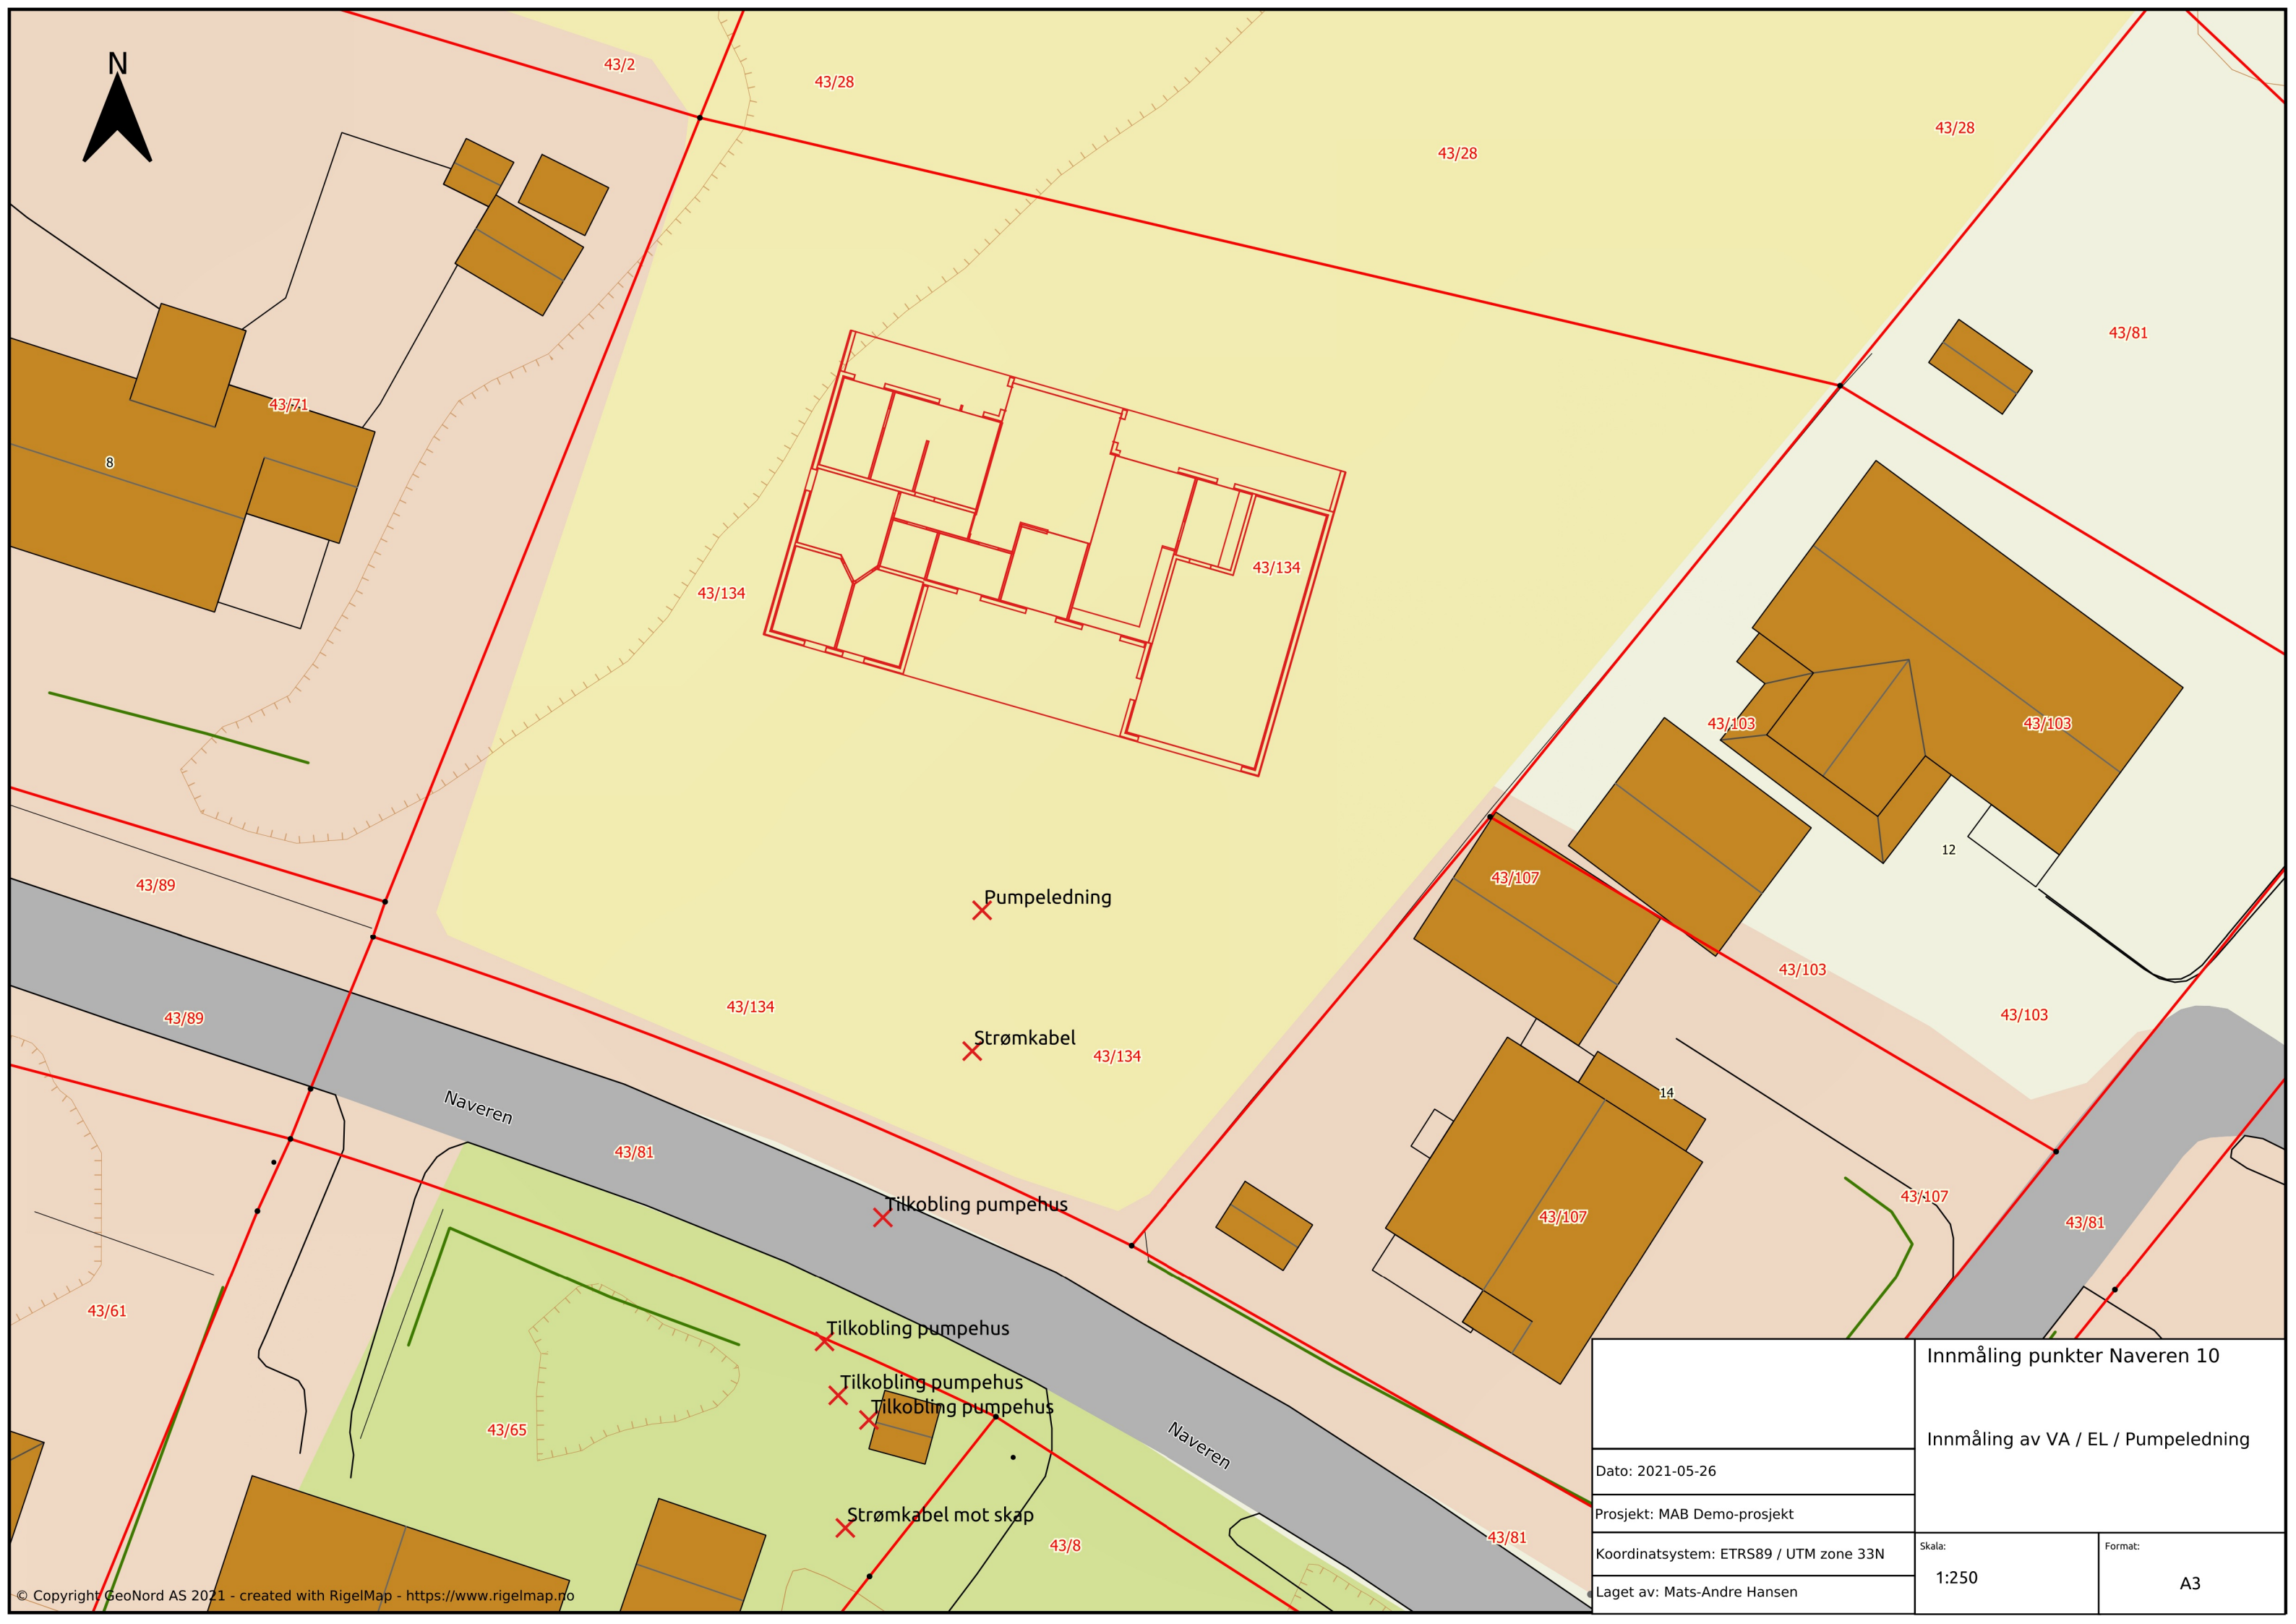 N
43/2
43/28
43/28
43/28
43/81
43/71
8
43/134
43/134
43/103
43/103
12
43/107
43/89
Pumpeledning
43/103
43/134
43/89
43/103
Strømkabel
43/134
14
Naveren
43/81
43/107
Tilkobling pumpehus
43/107
43/81
43/61
Tilkobling pumpehus
Tilkobling pumpehus
Tilkobling pumpehus
43/65
Naveren
Strømkabel mot skap
43/8
43/81
Innmåling punkter Naveren 10
Innmåling av VA / EL / Pumpeledning
Dato: 2021-05-26
Prosjekt: MAB Demo-prosjekt
Koordinatsystem: ETRS89 / UTM zone 33N
Laget av: Mats-Andre Hansen
Skala:
1:250
Format:
A3
© Copyright GeoNord AS 2021 - created with RigelMap - https://www.rigelmap.no